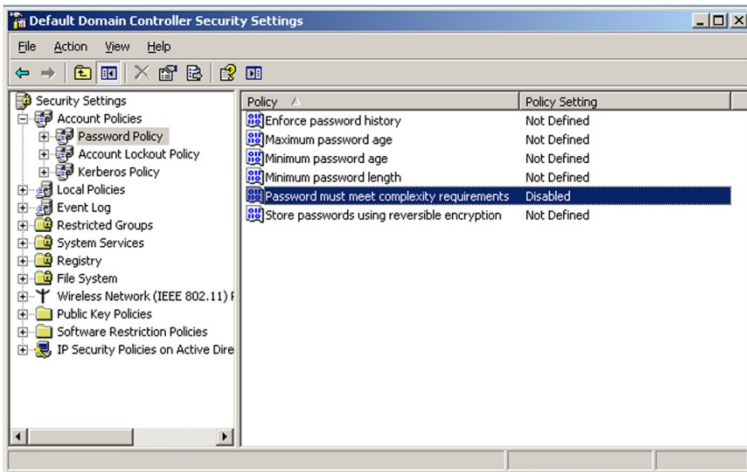 Default Domain Controller Security Settings
File Action View Help
Security Settings
Account Policies
Password Policy
Account Lockout Policy
Kerberos Policy
Local Policies
Event Log
Restricted Groups
System Services
Registry
File System
Wireless Network (IEEE 802.11) P
Public Key Policies
Software Restriction Policies
IP Security Policies on Active Dire
Policy Policy Setting
Enforce password history Not Defined
Maximum password age Not Defined
Minimum password age Not Defined
Minimum password length Not Defined
Password must meet complexity requirements Disabled
Store passwords using reversible encryption Not Defined